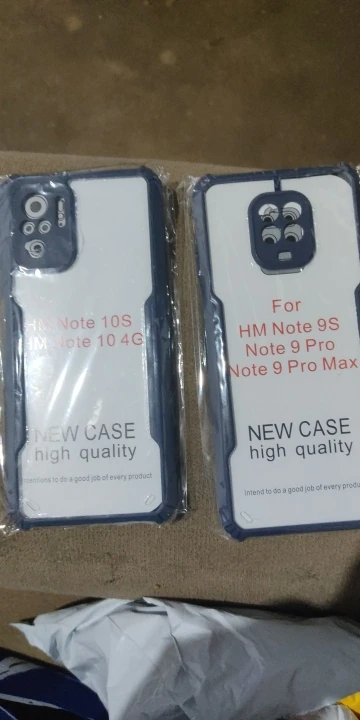 HM Note 10S
HM Note 10 4G
NEW CASE
high quality
intentions to do a good job of every product
For
HM Note 9S
Note 9 Pro
Note 9 Pro Max
NEW CASE
high quality
intend to do a good job of every produ